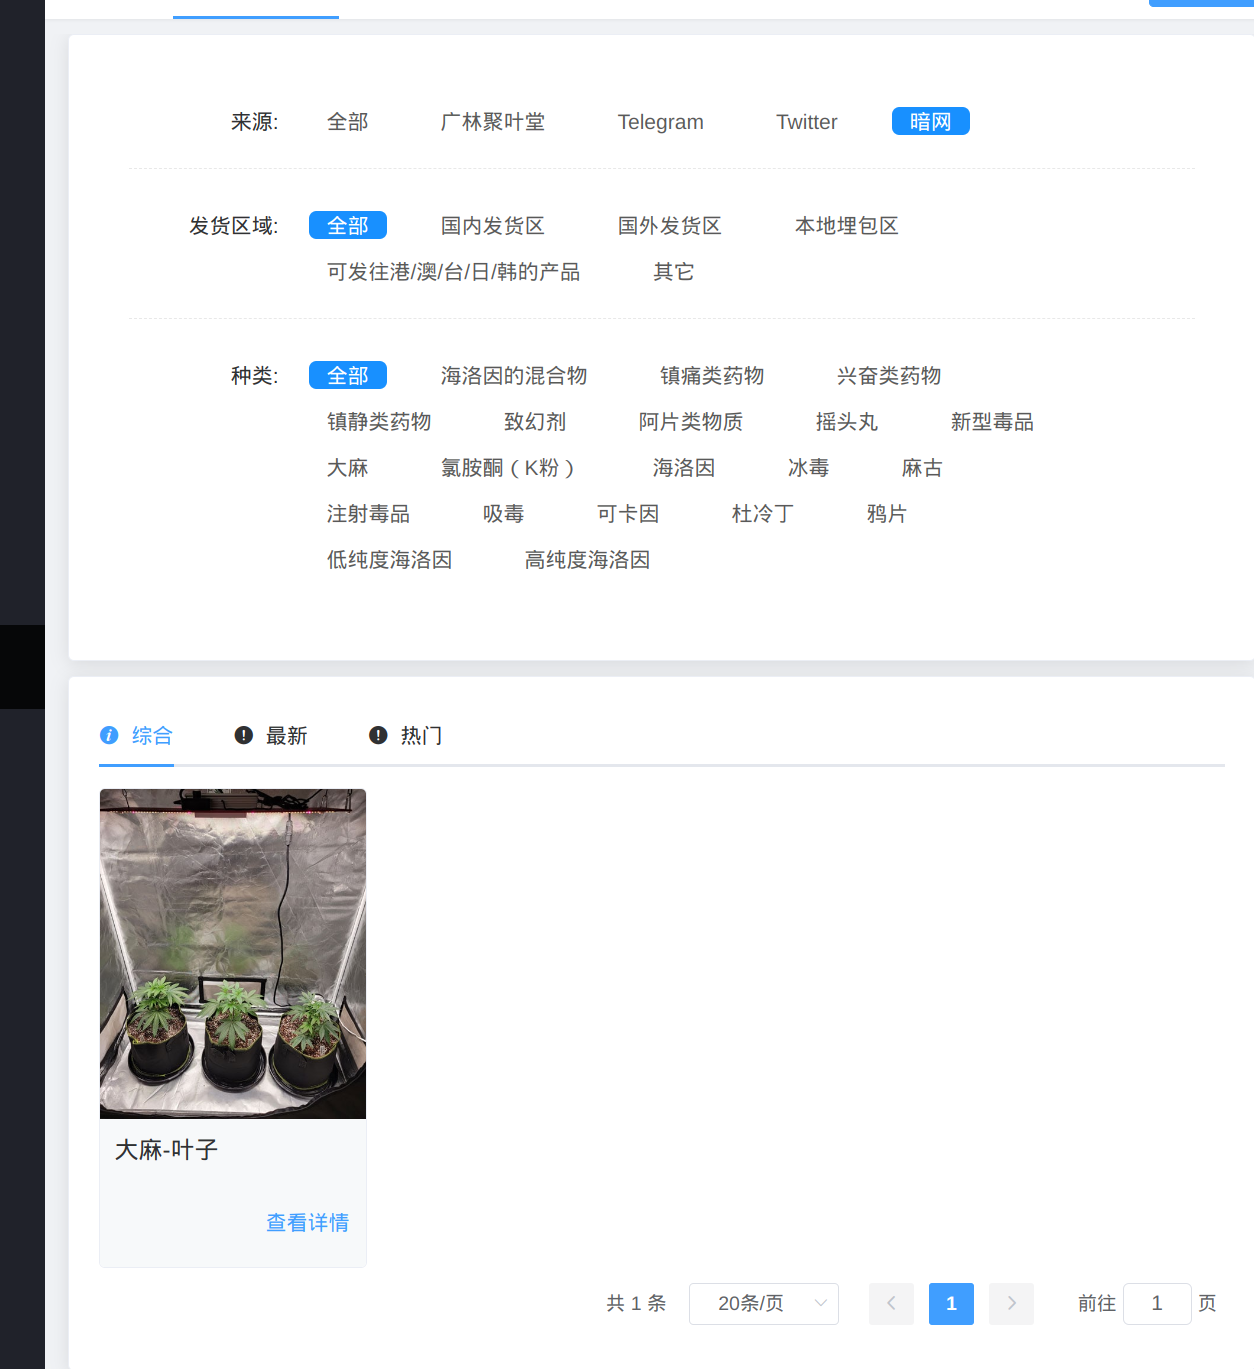 来源: 全部 广林聚叶堂 Telegram Twitter 暗网
发货区域: 全部 国内发货区 国外发货区 本地埋包区
可发往港/澳/台/日/韩的产品 其它
种类: 全部 海洛因的混合物 镇痛类药物 兴奋类药物
镇静类药物 致幻剂 阿片类物质 摇头丸 新型毒品
大麻 氯胺酮（K粉） 海洛因 冰毒 麻古
注射毒品 吸毒 可卡因 杜冷丁 鸦片
低纯度海洛因 高纯度海洛因
综合 最新 热门
大麻-叶子
查看详情
共 1 条 20条/页 1 前往 1 页